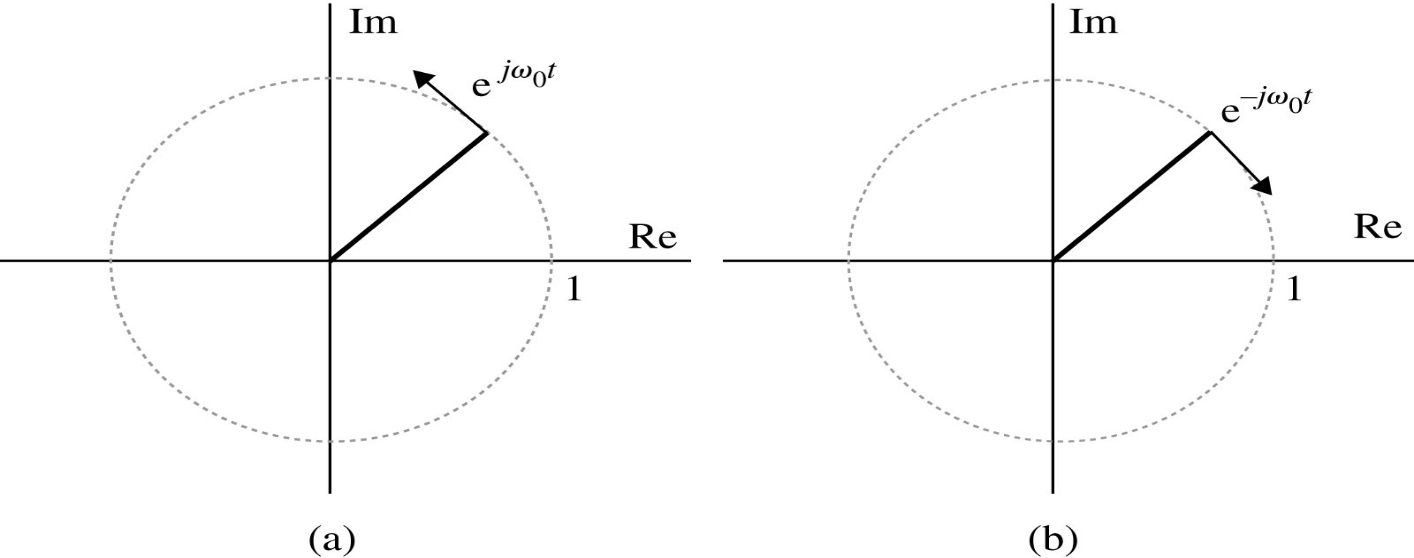 Im
e^{jω₀t}
Re
1
(a)
Im
e^{−jω₀t}
Re
1
(b)